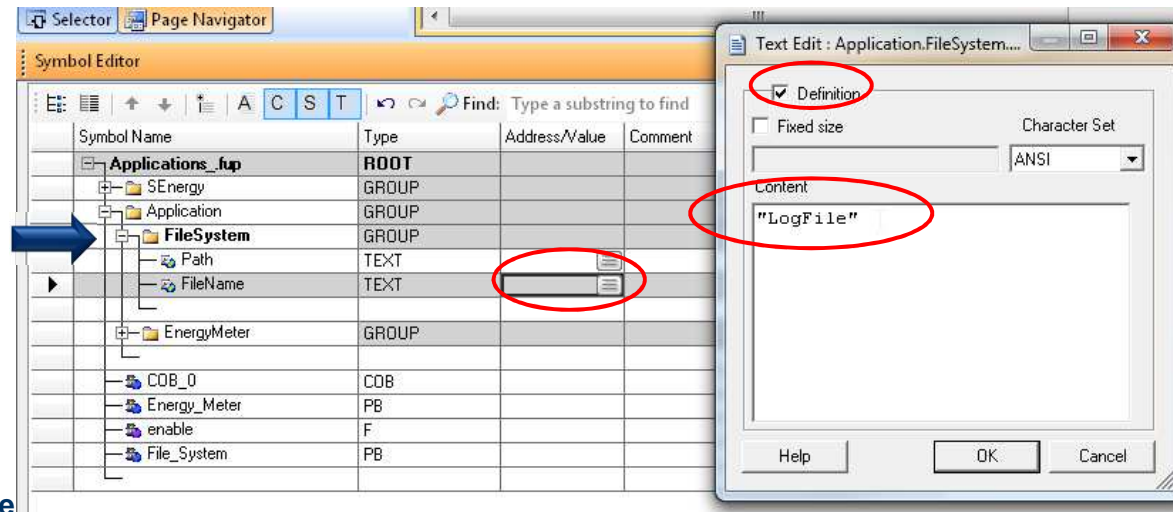 Selector Page Navigator
Symbol Editor
A C S T Find: Type a substring to find
Symbol Name Type Address/Value Comment
Applications_.fup ROOT
SEnergy GROUP
Application GROUP
FileSystem GROUP
Path TEXT
FileName TEXT
EnergyMeter GROUP
COB_0 COB
Energy_Meter PB
enable F
File_System PB
e
Text Edit : Application.FileSystem....
Definition
Fixed size Character Set
ANSI
Content
"LogFile"
Help OK Cancel